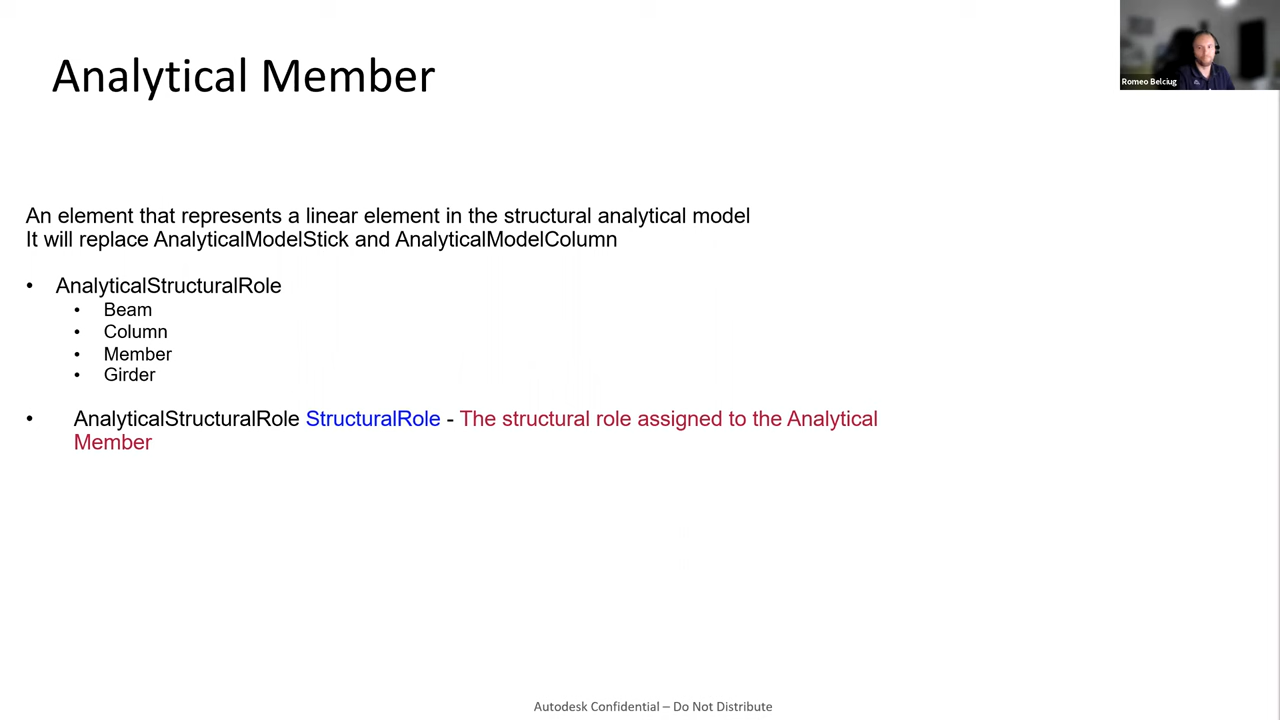 Analytical Member
Romeo Belciug
An element that represents a linear element in the structural analytical model
It will replace AnalyticalModelStick and AnalyticalModelColumn
• AnalyticalStructuralRole
• Beam
• Column
• Member
• Girder
• AnalyticalStructuralRole StructuralRole - The structural role assigned to the Analytical
Member
Autodesk Confidential – Do Not Distribute